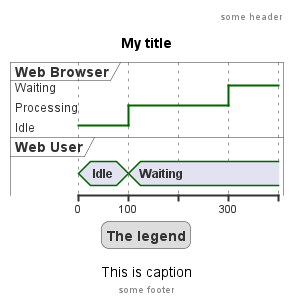 some header
My title
Web Browser
Waiting
Processing
Idle
Web User
Idle Waiting
0 100 300
The legend
This is caption
some footer